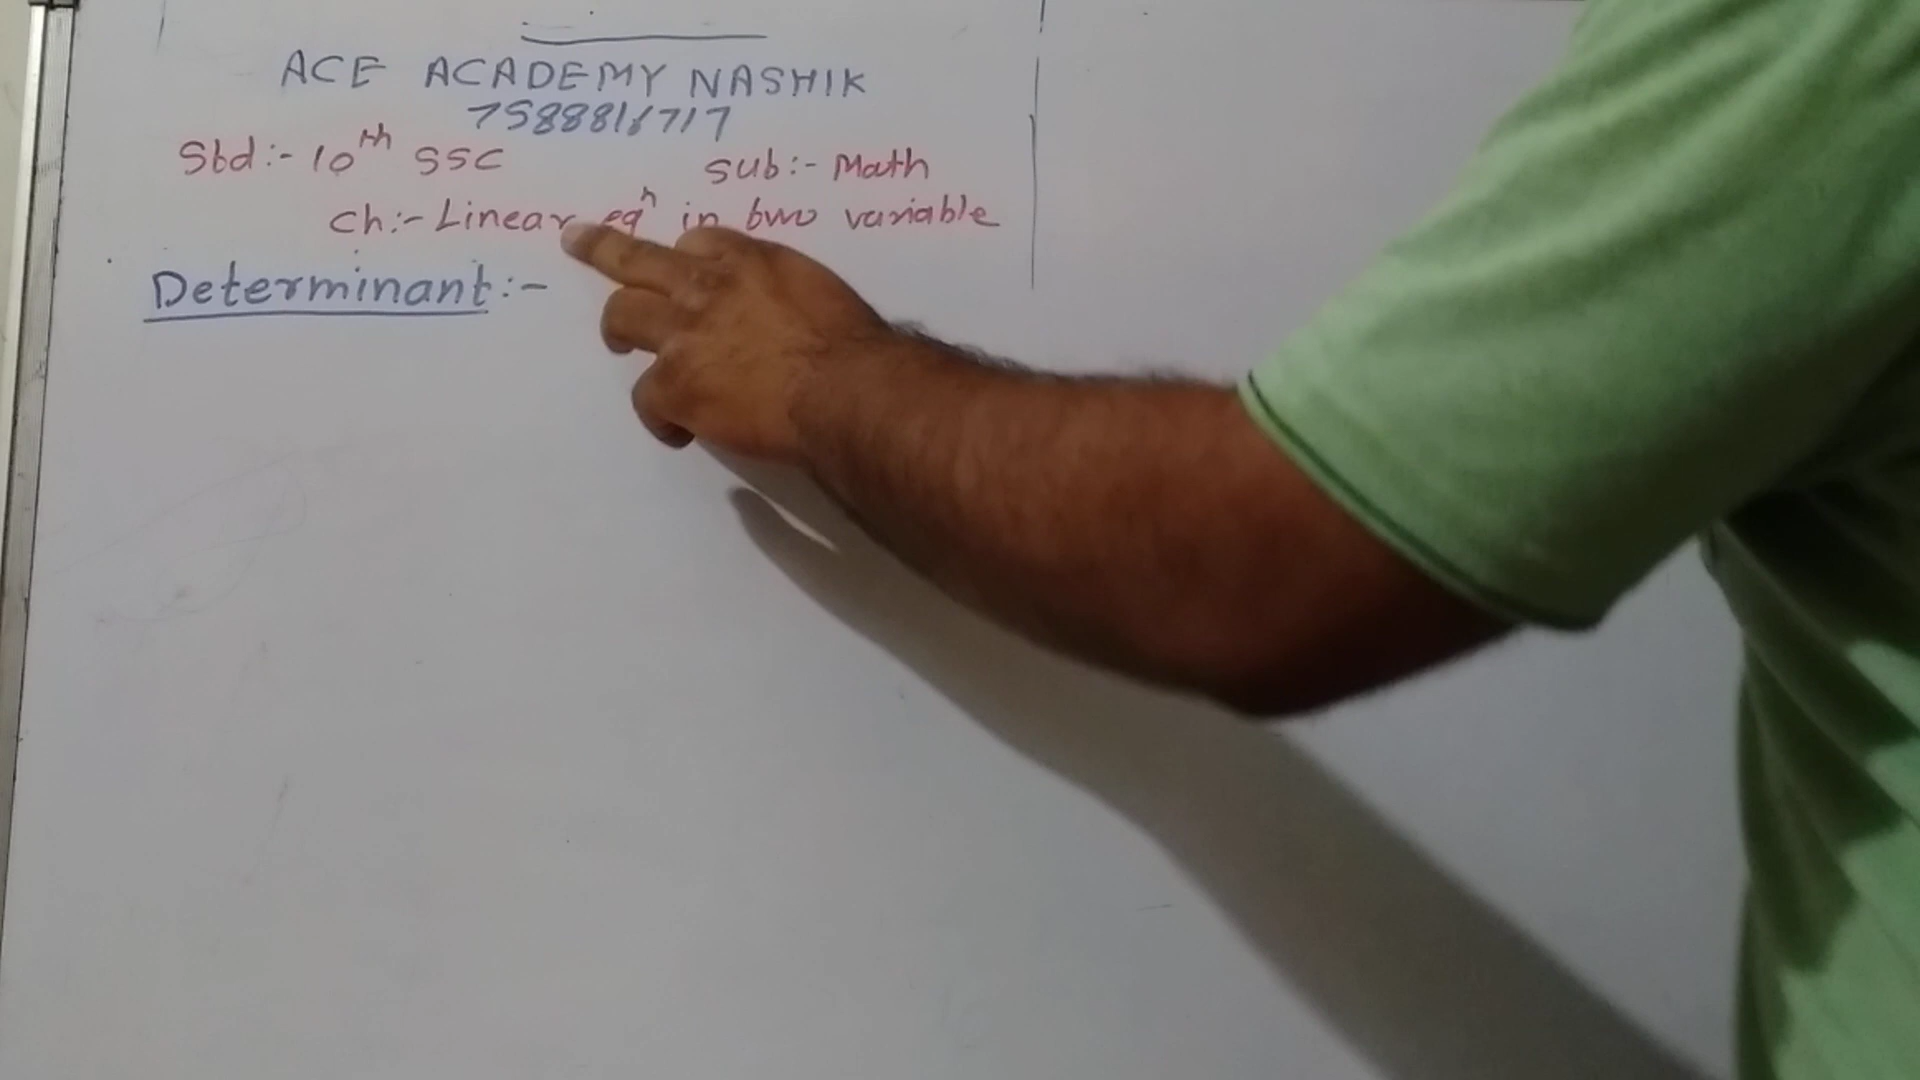 ACE ACADEMY NASHIK
7588816717
Std:- 10th SSC Sub:- Math
Ch:- Linear eqn in two variable
Determinant:-